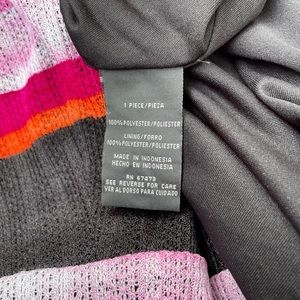 1 PIECE/PIEZA
100% POLYESTER/POLIESTER
LINING/FORRO
100% POLYESTER/POLIESTER
MADE IN INDONESIA
HECHO EN INDONESIA
RN 67479
SEE REVERSE FOR CARE
VER AL DORSO PARA CUIDADO